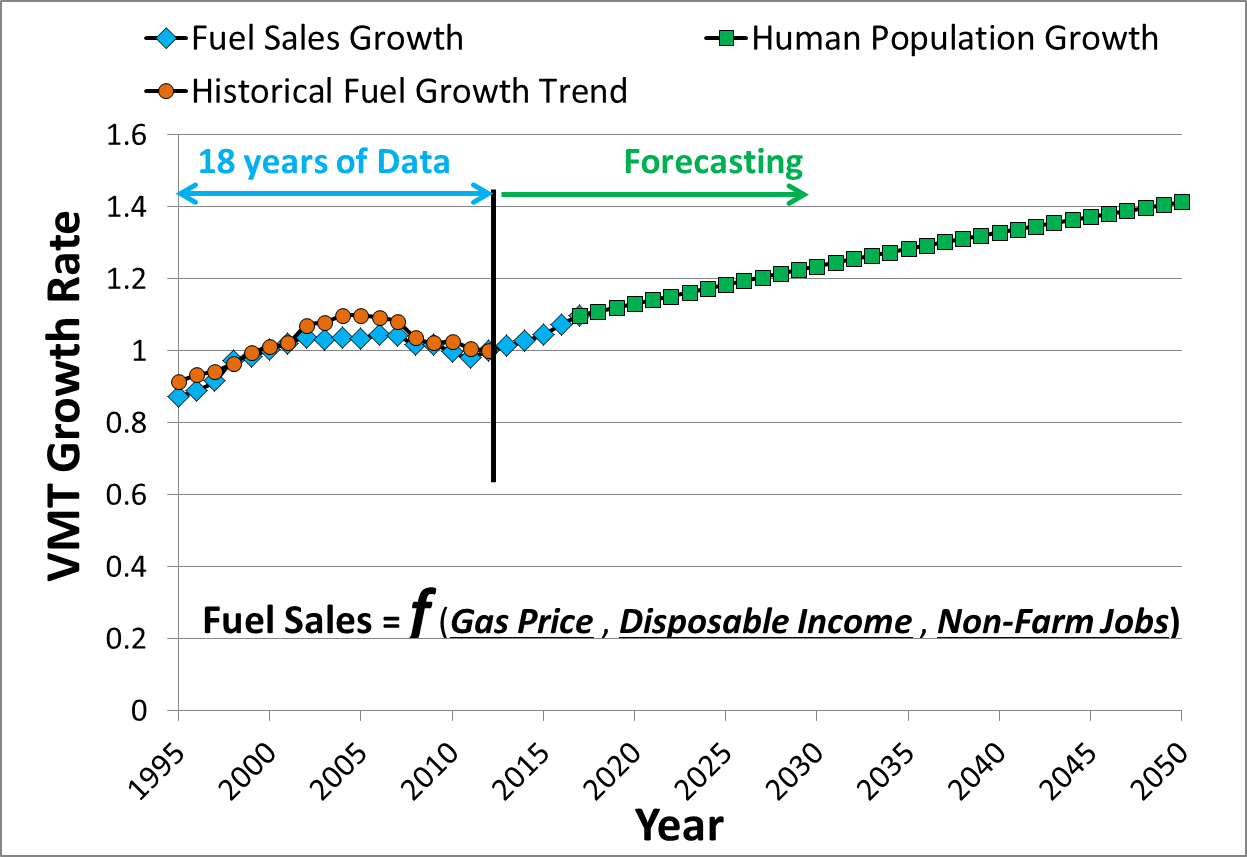 Fuel Sales Growth
Human Population Growth
Historical Fuel Growth Trend
1.6
18 years of Data
Forecasting
1.4
1.2
1
0.8
0.6
0.4
0.2
0
VMT Growth Rate
Fuel Sales = f (Gas Price , Disposable Income , Non-Farm Jobs)
1995
2000
2005
2010
2015
2020
2025
2030
2035
2040
2045
2050
Year